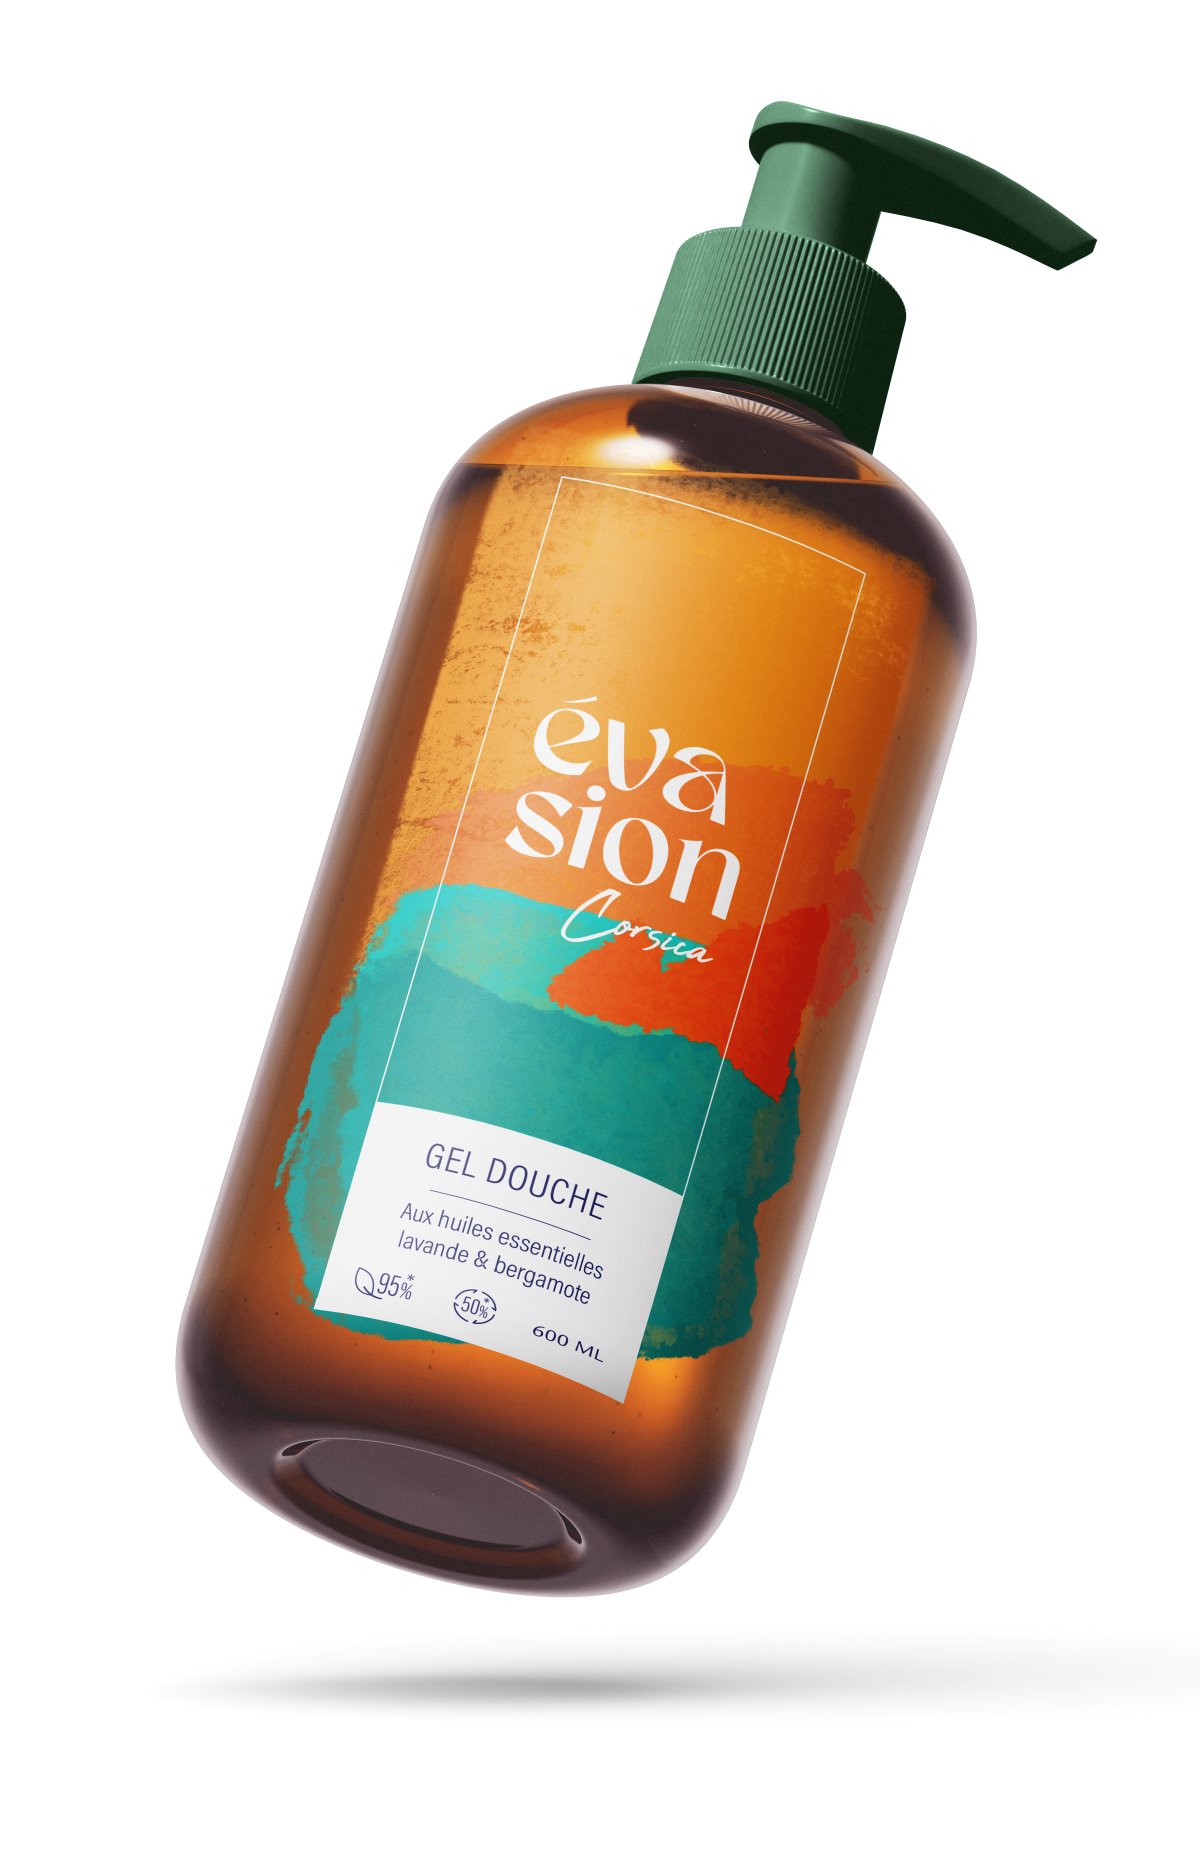 éva
sion
Corsica
GEL DOUCHE
Aux huiles essentielles
lavande & bergamote
95%*
50%*
600 ML